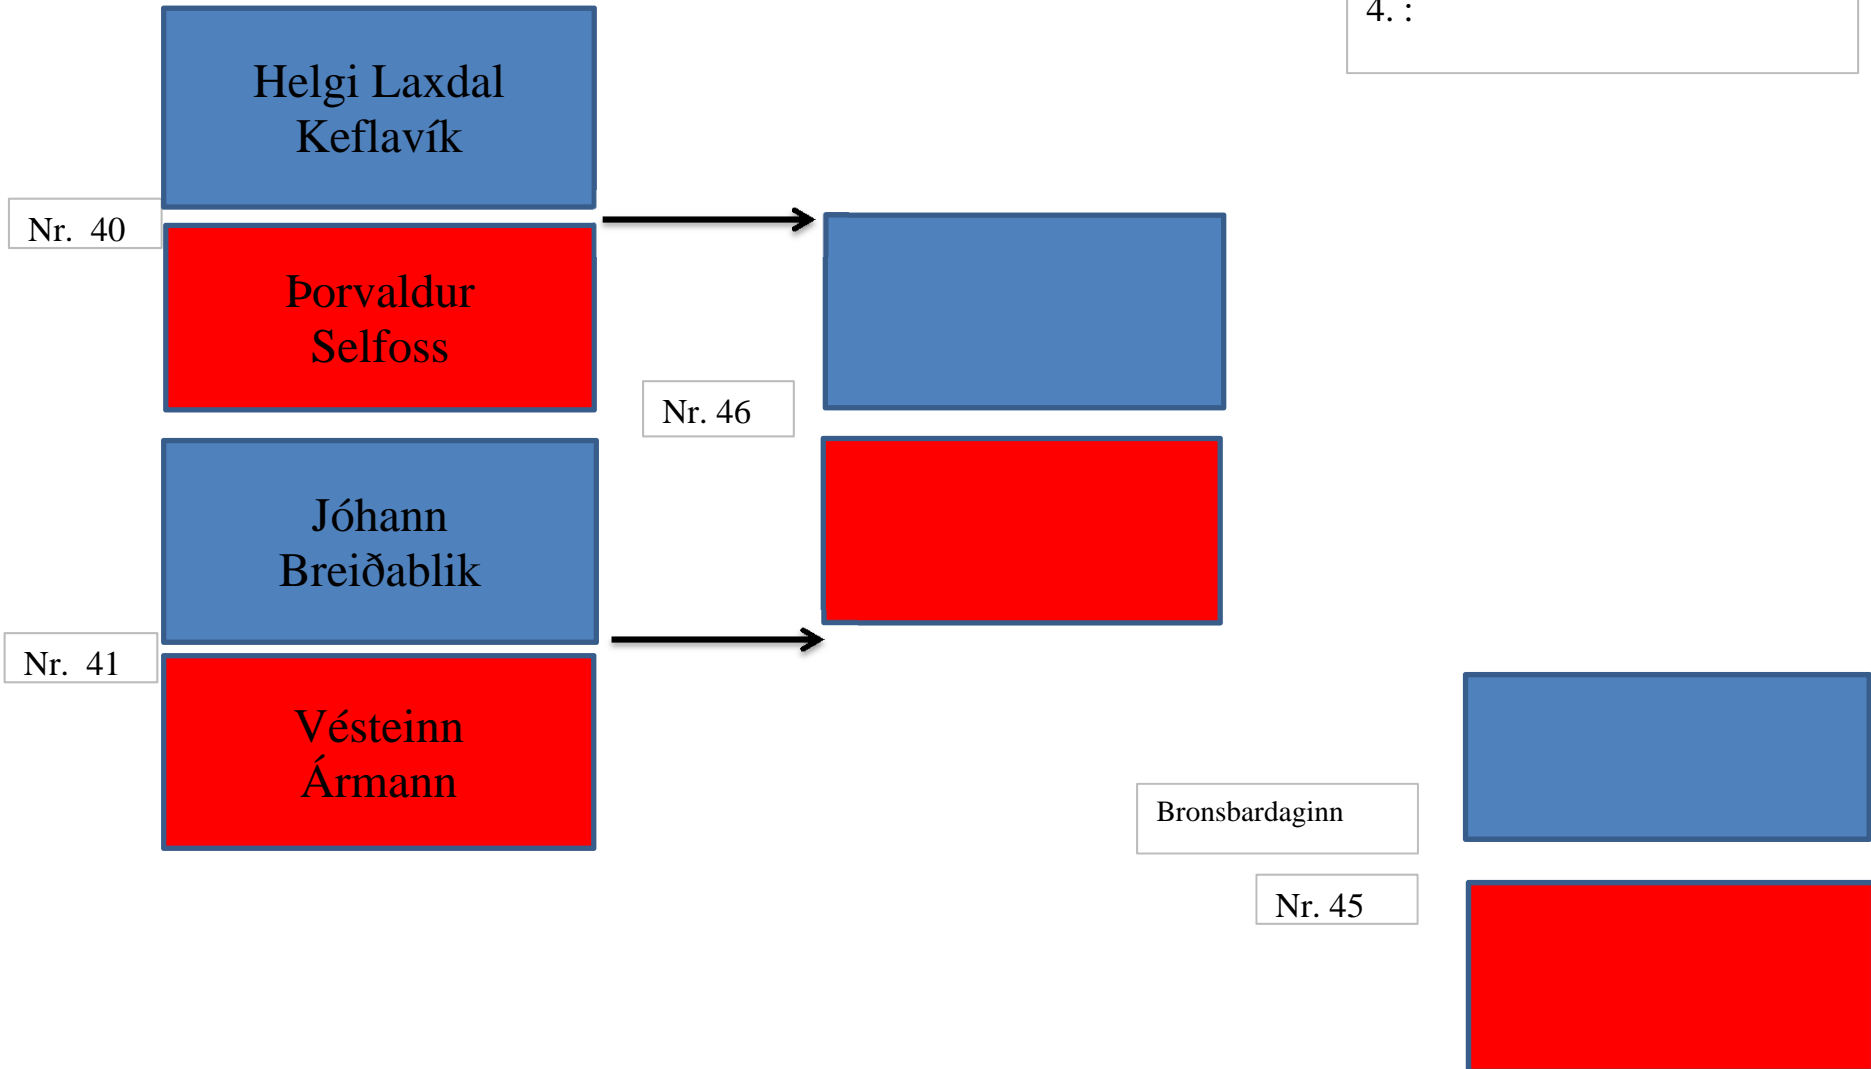 4. :
Helgi Laxdal
Keflavík
Nr. 40
Þorvaldur
Selfoss
Nr. 46
Jóhann
Breiðablik
Nr. 41
Vésteinn
Ármann
Bronsbardaginn
Nr. 45